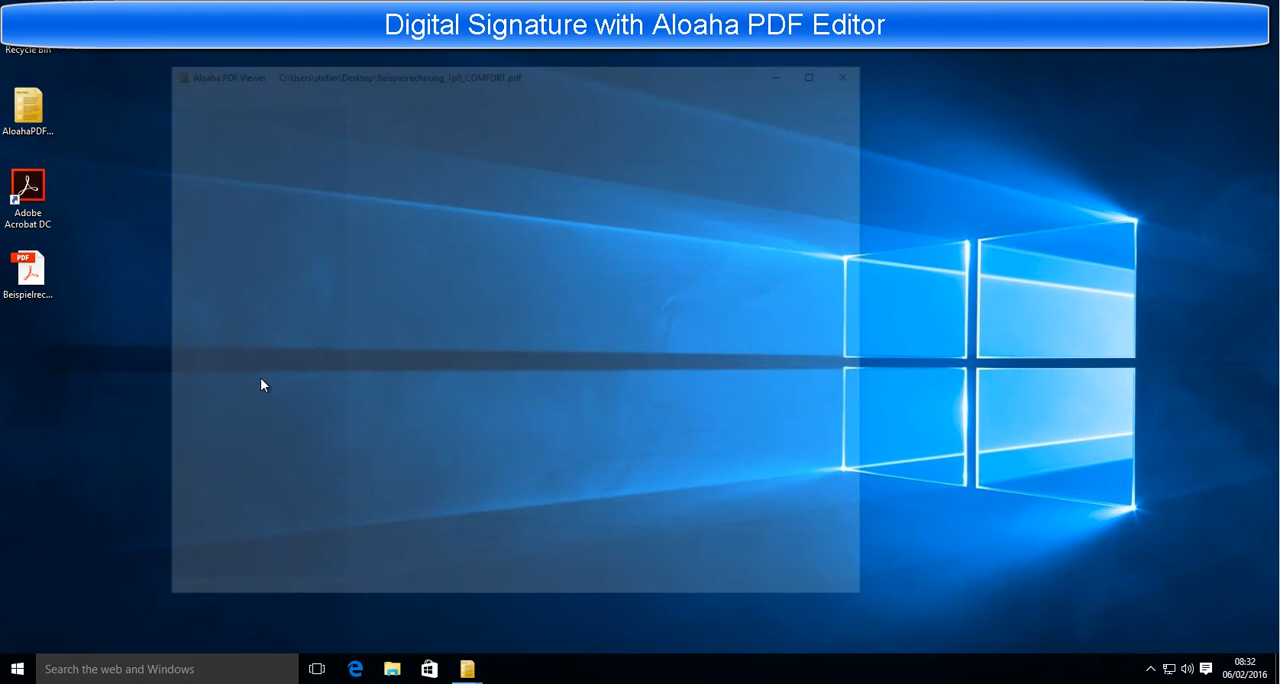 Digital Signature with Aloaha PDF Editor
Recycle Bin
Aloaha PDF Viewer C:\Users\stefan\Desktop\Beispielrechnung_1p0_COMFORT.pdf
AloahaPDF...
Adobe
Acrobat DC
PDF
Beispielrec...
Search the web and Windows
08:32
06/02/2016